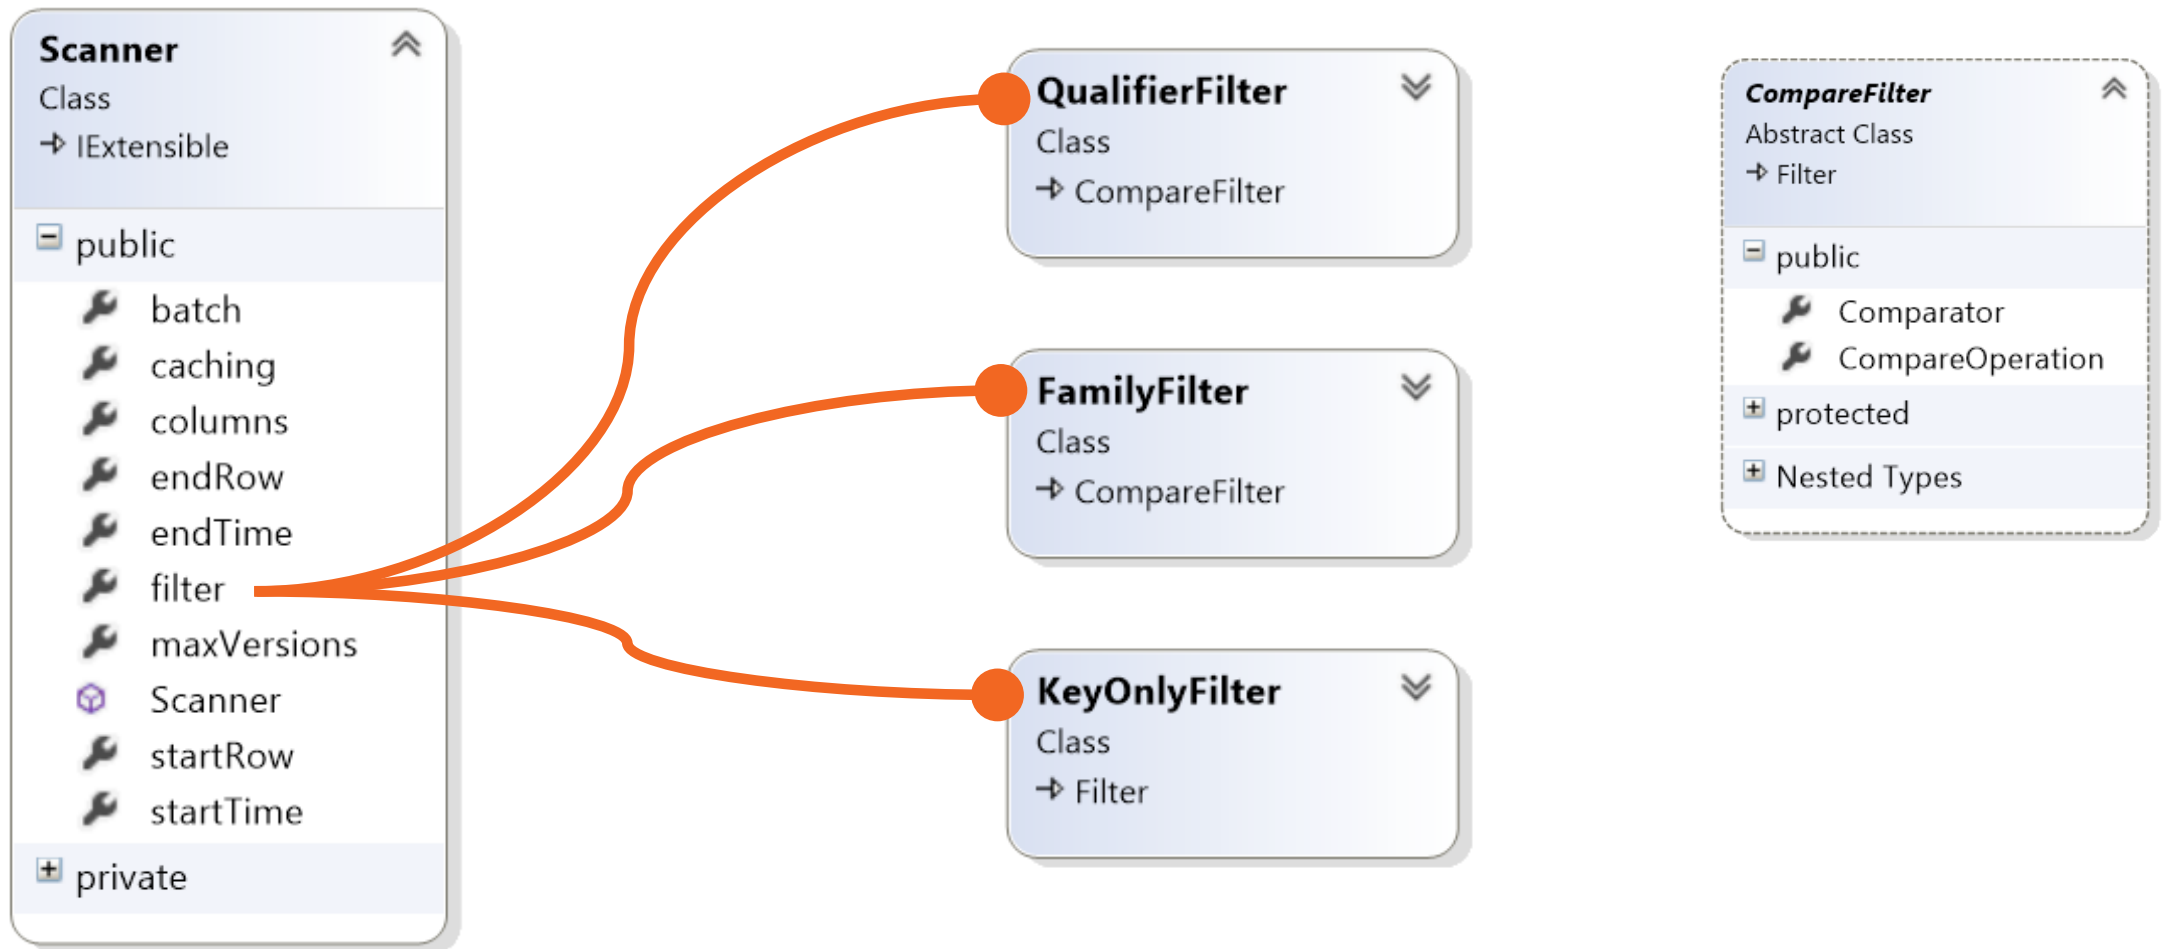 Scanner
Class
IExtensible
public
batch
caching
columns
endRow
endTime
filter
maxVersions
Scanner
startRow
startTime
private
QualifierFilter
Class
CompareFilter
FamilyFilter
Class
CompareFilter
KeyOnlyFilter
Class
Filter
CompareFilter
Abstract Class
Filter
public
Comparator
CompareOperation
protected
Nested Types